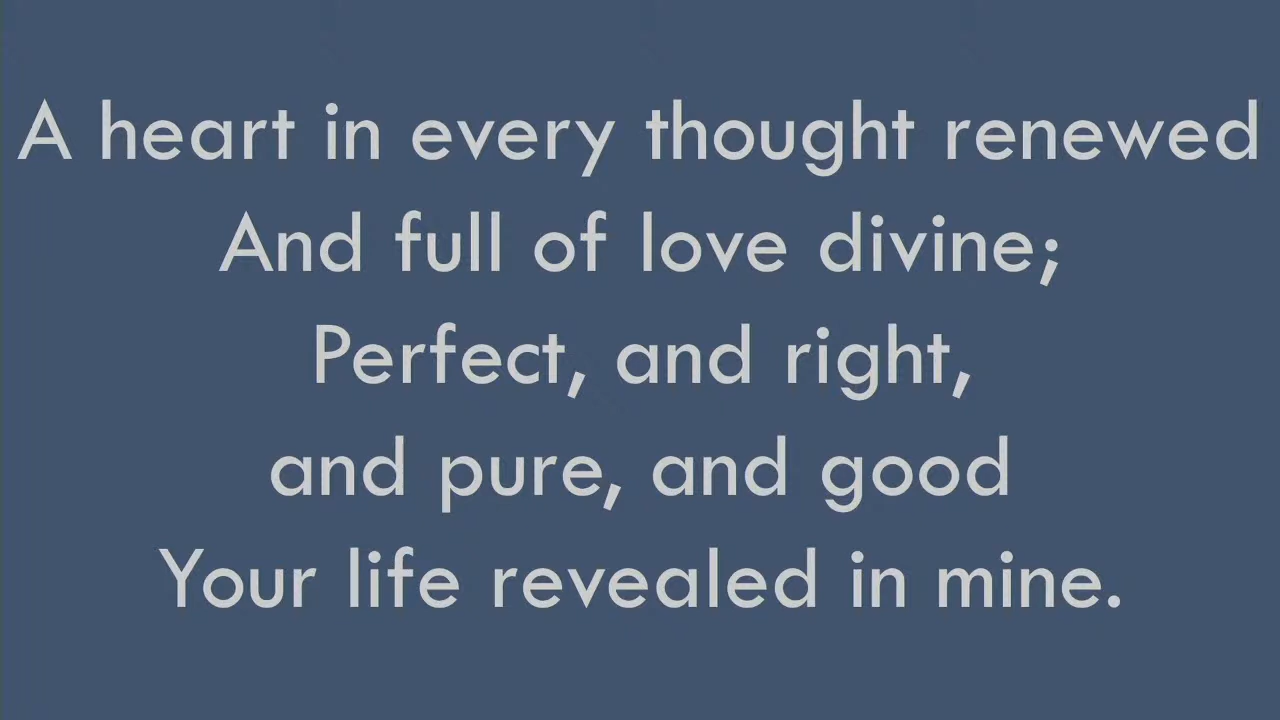 A heart in every thought renewed
And full of love divine;
Perfect, and right,
and pure, and good
Your life revealed in mine.